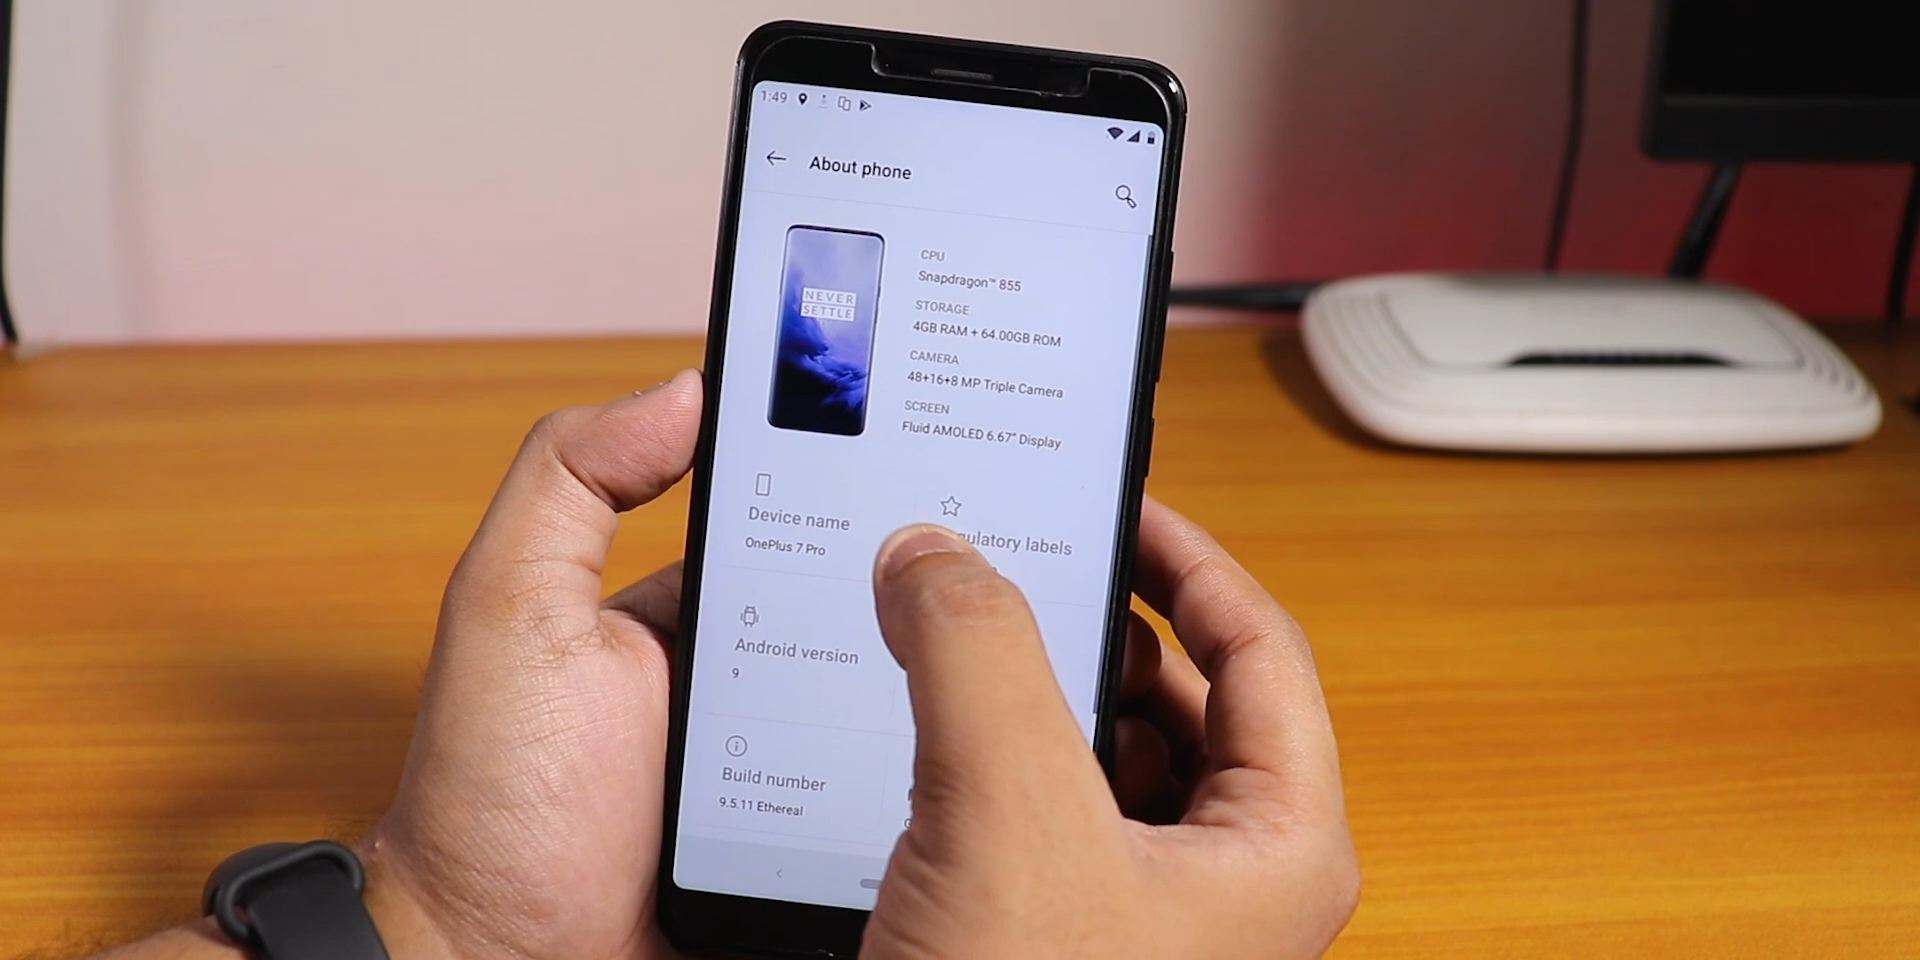 1:49
About phone
NEVER
SETTLE
CPU
Snapdragon™ 855
STORAGE
4GB RAM + 64.00GB ROM
CAMERA
48+16+8 MP Triple Camera
SCREEN
Fluid AMOLED 6.67" Display
Device name
OnePlus 7 Pro
labels
Android version
9
Build number
9.5.11 Ethereal